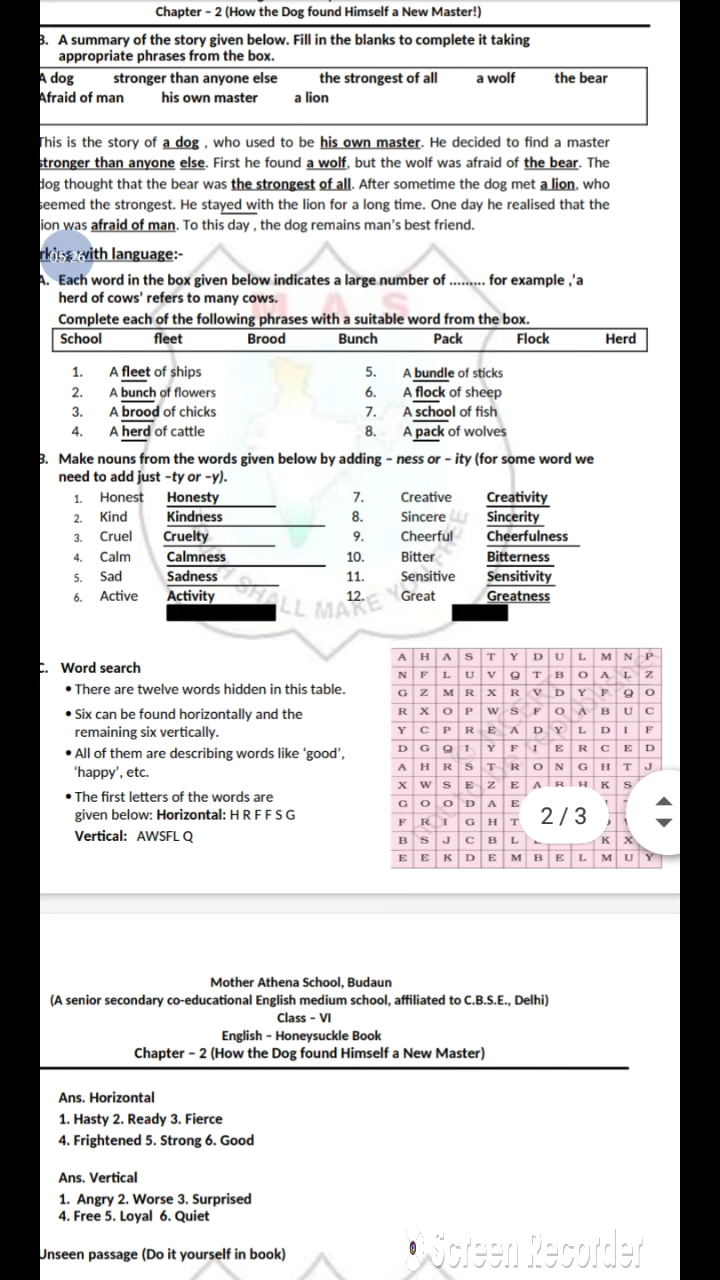 Chapter – 2 (How the Dog found Himself a New Master!)
3. A summary of the story given below. Fill in the blanks to complete it taking
appropriate phrases from the box.
A dog stronger than anyone else the strongest of all a wolf the bear
Afraid of man his own master a lion
This is the story of a dog , who used to be his own master. He decided to find a master
stronger than anyone else. First he found a wolf, but the wolf was afraid of the bear. The
dog thought that the bear was the strongest of all. After sometime the dog met a lion, who
seemed the strongest. He stayed with the lion for a long time. One day he realised that the
lion was afraid of man. To this day , the dog remains man's best friend.
rking with language:-
05:26
A. Each word in the box given below indicates a large number of ......... for example ,'a
herd of cows' refers to many cows.
Complete each of the following phrases with a suitable word from the box.
School fleet Brood Bunch Pack Flock Herd
1. A fleet of ships 5. A bundle of sticks
2. A bunch of flowers 6. A flock of sheep
3. A brood of chicks 7. A school of fish
4. A herd of cattle 8. A pack of wolves
3. Make nouns from the words given below by adding – ness or – ity (for some word we
need to add just –ty or –y).
1. Honest Honesty 7. Creative Creativity
2. Kind Kindness 8. Sincere Sincerity
3. Cruel Cruelty 9. Cheerful Cheerfulness
4. Calm Calmness 10. Bitter Bitterness
5. Sad Sadness 11. Sensitive Sensitivity
6. Active Activity 12. Great Greatness
M A S
SHALL MAKE YOU FREE
C. Word search
• There are twelve words hidden in this table.
• Six can be found horizontally and the
remaining six vertically.
• All of them are describing words like 'good',
'happy', etc.
• The first letters of the words are
given below: Horizontal: H R F F S G
Vertical: AWSFL Q
A H A S T Y D U L M N P
N F L U V Q T B O A L Z
G Z M R X R V D Y F Q O
R X O P W S F O A B U C
Y C P R E A D Y L D I F
D G Q I Y F I E R C E D
A H R S T R O N G H T J
X W S E Z E A B H K S
G O O D A E
F R I G H T
B S J C B L K X
E E K D E M B E L M U Y
2 / 3
Mother Athena School, Budaun
(A senior secondary co-educational English medium school, affiliated to C.B.S.E., Delhi)
Class – VI
English – Honeysuckle Book
Chapter – 2 (How the Dog found Himself a New Master)
Ans. Horizontal
1. Hasty 2. Ready 3. Fierce
4. Frightened 5. Strong 6. Good
Ans. Vertical
1. Angry 2. Worse 3. Surprised
4. Free 5. Loyal 6. Quiet
Unseen passage (Do it yourself in book)
Screen Recorder